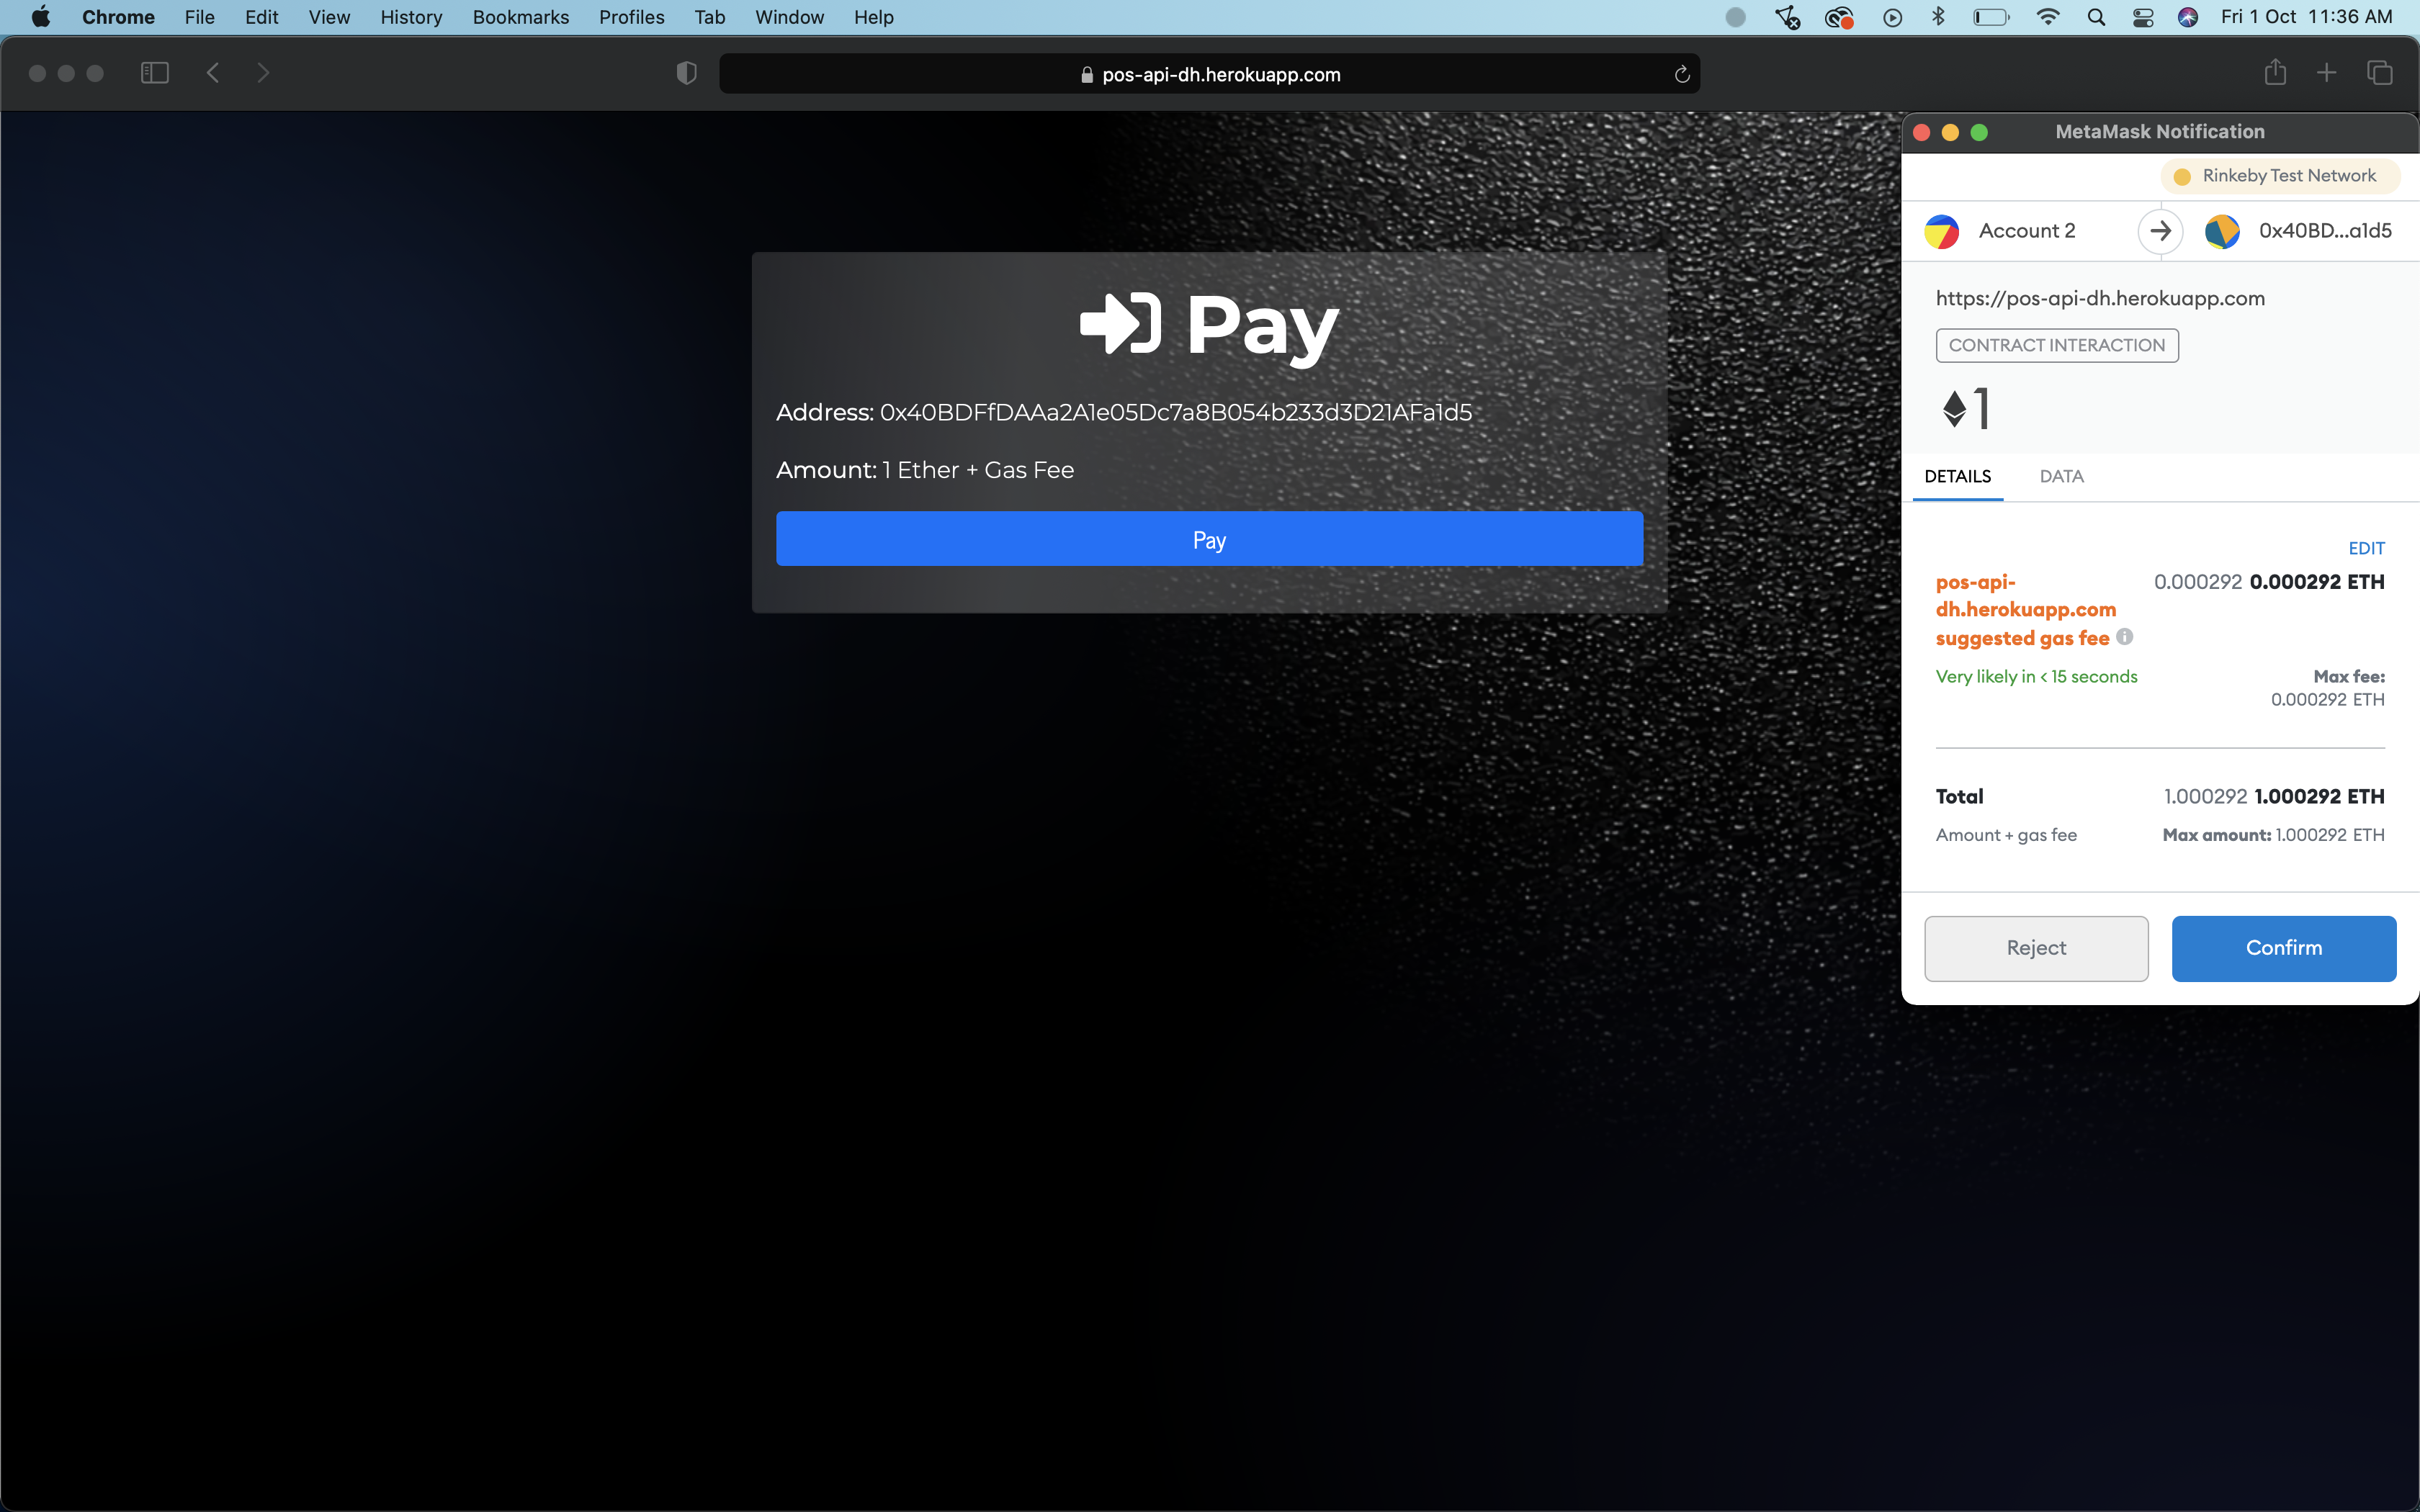 Chrome File Edit View History Bookmarks Profiles Tab Window Help Fri 1 Oct 11:36 AM
pos-api-dh.herokuapp.com
Pay
Address: 0x40BDFfDAAa2A1e05Dc7a8B054b233d3D21AFa1d5
Amount: 1 Ether + Gas Fee
Pay
MetaMask Notification
Rinkeby Test Network
Account 2 0x40BD...a1d5
https://pos-api-dh.herokuapp.com
CONTRACT INTERACTION
1
DETAILS DATA
EDIT
pos-api- 0.000292 0.000292 ETH
dh.herokuapp.com
suggested gas fee
Very likely in < 15 seconds Max fee:
0.000292 ETH
Total 1.000292 1.000292 ETH
Amount + gas fee Max amount: 1.000292 ETH
Reject Confirm